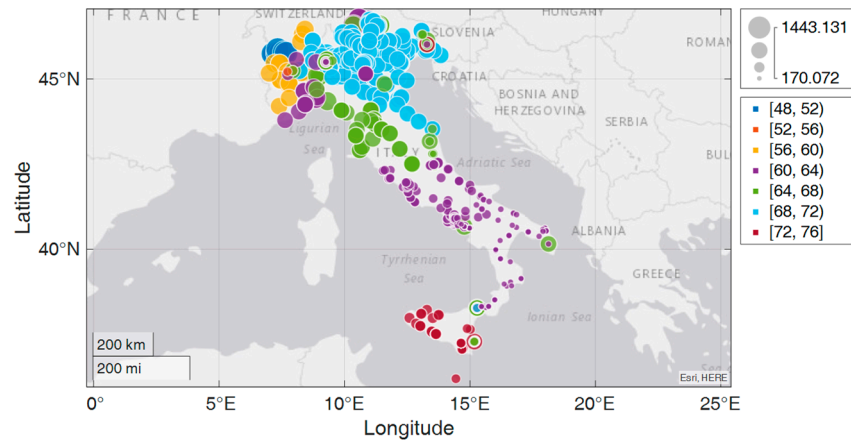 FRANCE
SWITZERLAND
HUNGARY
SLOVENIA
ROMAN
CROATIA
BOSNIA AND
HERZEGOVINA
SERBIA
Ligurian
Sea
ITALY
Adriatic Sea
BUL
ALBANIA
Tyrrhenian
Sea
GREECE
Ionian Sea
200 km
200 mi
Esri, HERE
45°N
40°N
Latitude
0°
5°E
10°E
15°E
20°E
25°E
Longitude
1443.131
170.072
[48, 52)
[52, 56)
[56, 60)
[60, 64)
[64, 68)
[68, 72)
[72, 76]